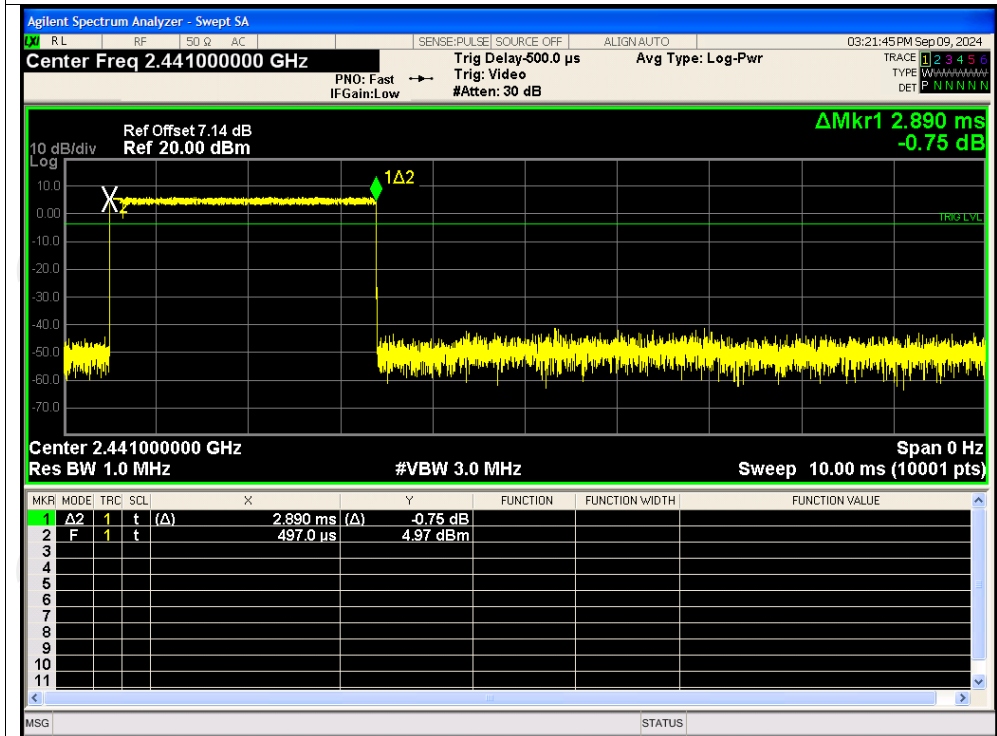 Agilent Spectrum Analyzer - Swept SA
LXI RL RF 50 Ω AC SENSE:PULSE SOURCE OFF ALIGN AUTO 03:21:45 PM Sep 09, 2024
Center Freq 2.441000000 GHz
PNO: Fast
IFGain:Low
Trig Delay-500.0 µs
Trig: Video
#Atten: 30 dB
Avg Type: Log-Pwr
TRACE 1 2 3 4 5 6
TYPE WWWWWW
DET P N N N N N
ΔMkr1 2.890 ms
-0.75 dB
Ref Offset 7.14 dB
10 dB/div Ref 20.00 dBm
Log
10.0
0.00
-10.0
-20.0
-30.0
-40.0
-50.0
-60.0
-70.0
1Δ2
X2
TRIG LVL
Center 2.441000000 GHz Span 0 Hz
Res BW 1.0 MHz #VBW 3.0 MHz Sweep 10.00 ms (10001 pts)
MKR MODE TRC SCL X Y FUNCTION FUNCTION WIDTH FUNCTION VALUE
1 Δ2 1 t (Δ) 2.890 ms (Δ) -0.75 dB
2 F 1 t 497.0 µs 4.97 dBm
3
4
5
6
7
8
9
10
11
MSG STATUS